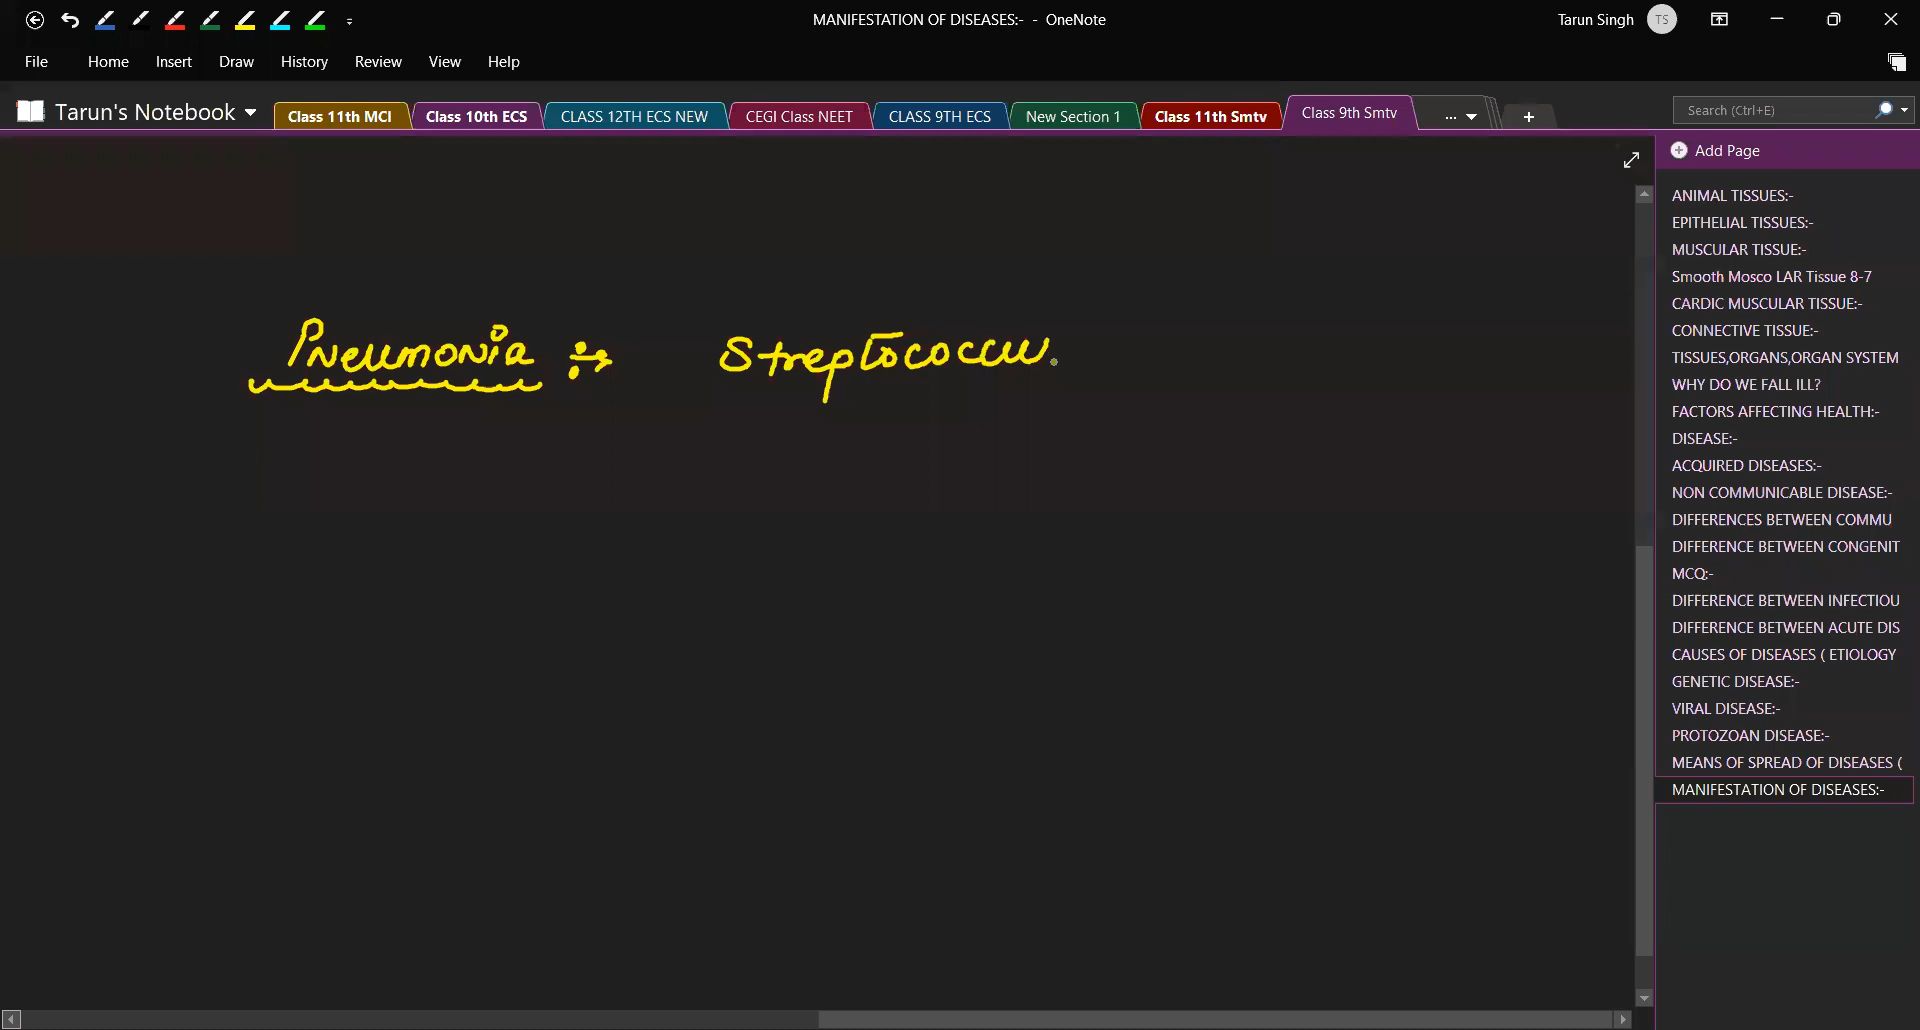 MANIFESTATION OF DISEASES:- - OneNote
Tarun Singh TS
File Home Insert Draw History Review View Help
Tarun's Notebook
Class 11th MCI Class 10th ECS CLASS 12TH ECS NEW CEGI Class NEET CLASS 9TH ECS New Section 1 Class 11th Smtv Class 9th Smtv ...
Search (Ctrl+E)
Add Page
Pneumonia :→ Streptococcu
ANIMAL TISSUES:-
EPITHELIAL TISSUES:-
MUSCULAR TISSUE:-
Smooth Mosco LAR Tissue 8-7
CARDIC MUSCULAR TISSUE:-
CONNECTIVE TISSUE:-
TISSUES,ORGANS,ORGAN SYSTEM
WHY DO WE FALL ILL?
FACTORS AFFECTING HEALTH:-
DISEASE:-
ACQUIRED DISEASES:-
NON COMMUNICABLE DISEASE:-
DIFFERENCES BETWEEN COMMU
DIFFERENCE BETWEEN CONGENIT
MCQ:-
DIFFERENCE BETWEEN INFECTIOU
DIFFERENCE BETWEEN ACUTE DIS
CAUSES OF DISEASES ( ETIOLOGY
GENETIC DISEASE:-
VIRAL DISEASE:-
PROTOZOAN DISEASE:-
MEANS OF SPREAD OF DISEASES (
MANIFESTATION OF DISEASES:-